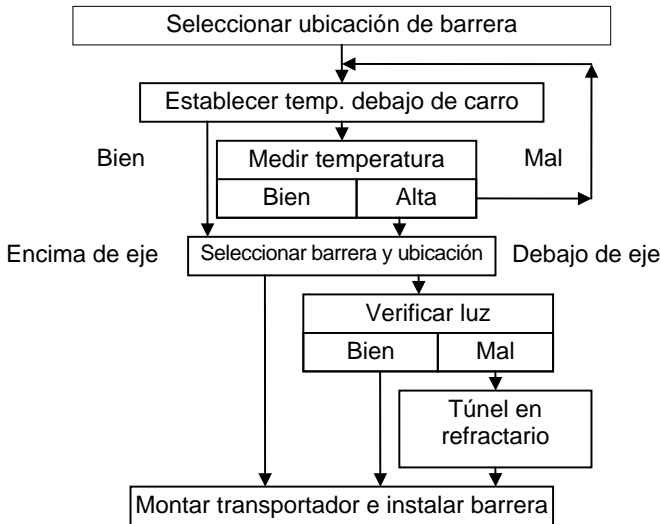 Seleccionar ubicación de barrera
Establecer temp. debajo de carro
Bien
Medir temperatura
Mal
Bien
Alta
Encima de eje
Seleccionar barrera y ubicación
Debajo de eje
Verificar luz
Bien
Mal
Túnel en
refractario
Montar transportador e instalar barrera